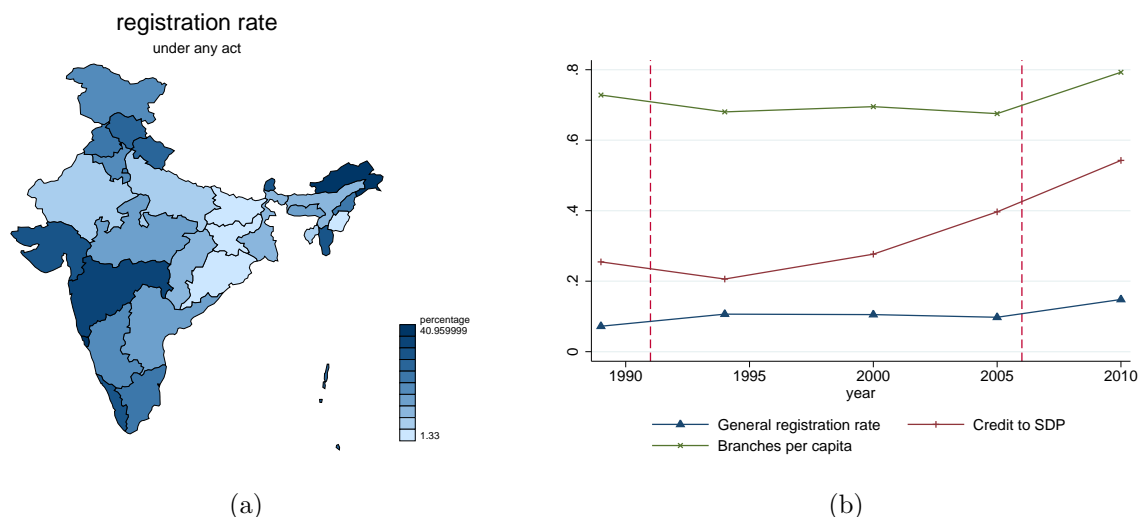 registration rate
under any act
percentage
40.959999
1.33
(a)
.8
.6
.4
.2
0
1990 1995 2000 2005 2010
year
General registration rate Credit to SDP
Branches per capita
(b)